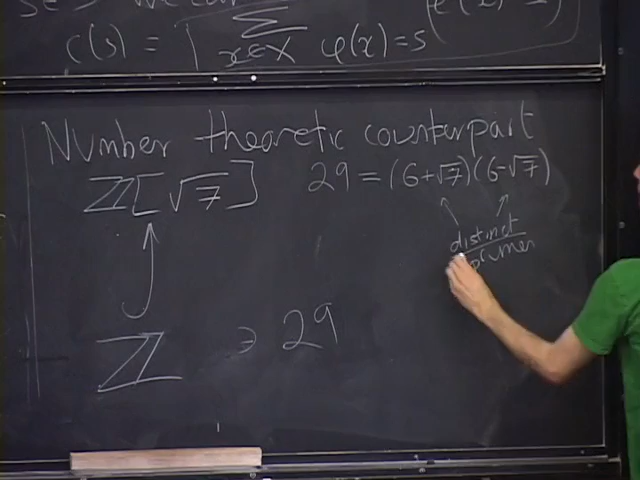 c(s) = | ∑ x∈X φ(x)=s
Number theoretic counterpart
ℤ[√7] 29 = (6+√7)(6-√7)
distinct
primes
ℤ ∋ 29